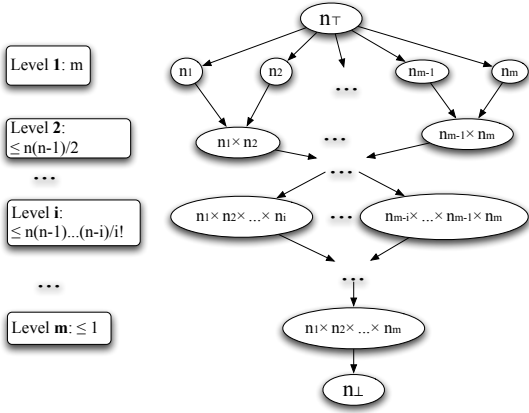 n⊤
Level 1: m
n1 n2 ... nm-1 nm
Level 2:
≤ n(n-1)/2
n1× n2 ... nm-1× nm
... ...
Level i:
≤ n(n-1)...(n-i)/i!
n1× n2× ...× ni ... nm-i× ...× nm-1× nm
... ...
Level m: ≤ 1
n1× n2× ...× nm
n⊥